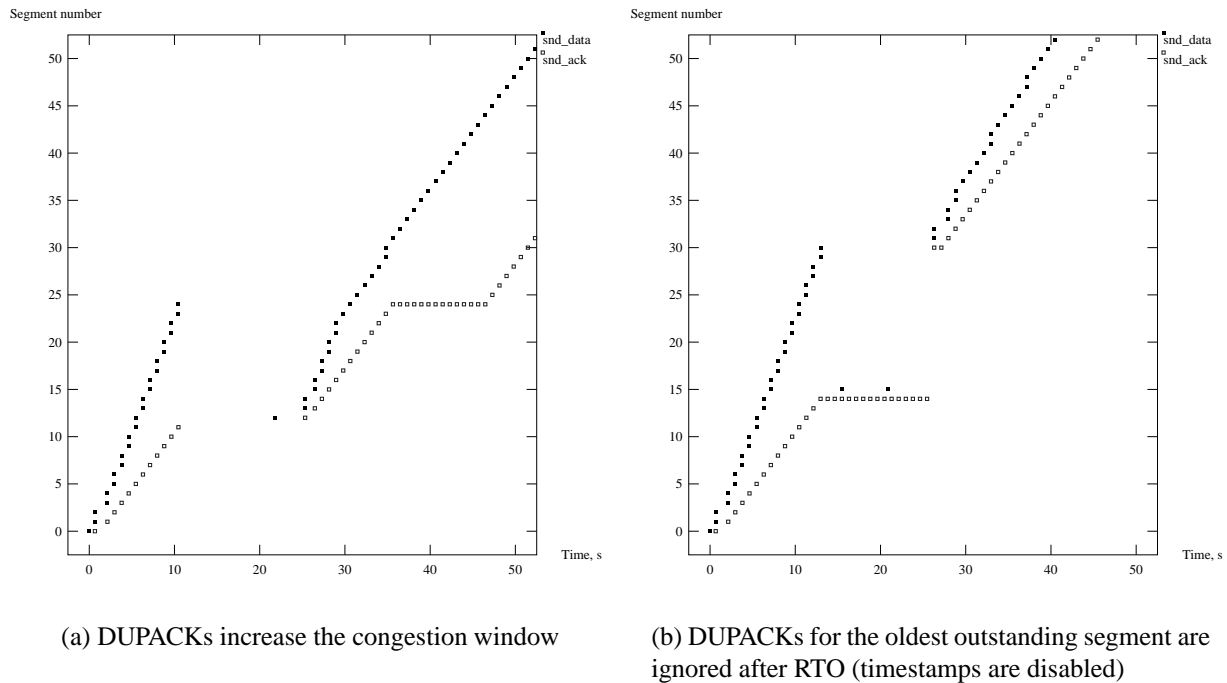 Segment number
snd_data
snd_ack
50
45
40
35
30
25
20
15
10
5
0
0 10 20 30 40 50
Time, s
(a) DUPACKs increase the congestion window
Segment number
snd_data
snd_ack
50
45
40
35
30
25
20
15
10
5
0
0 10 20 30 40 50
Time, s
(b) DUPACKs for the oldest outstanding segment are
ignored after RTO (timestamps are disabled)